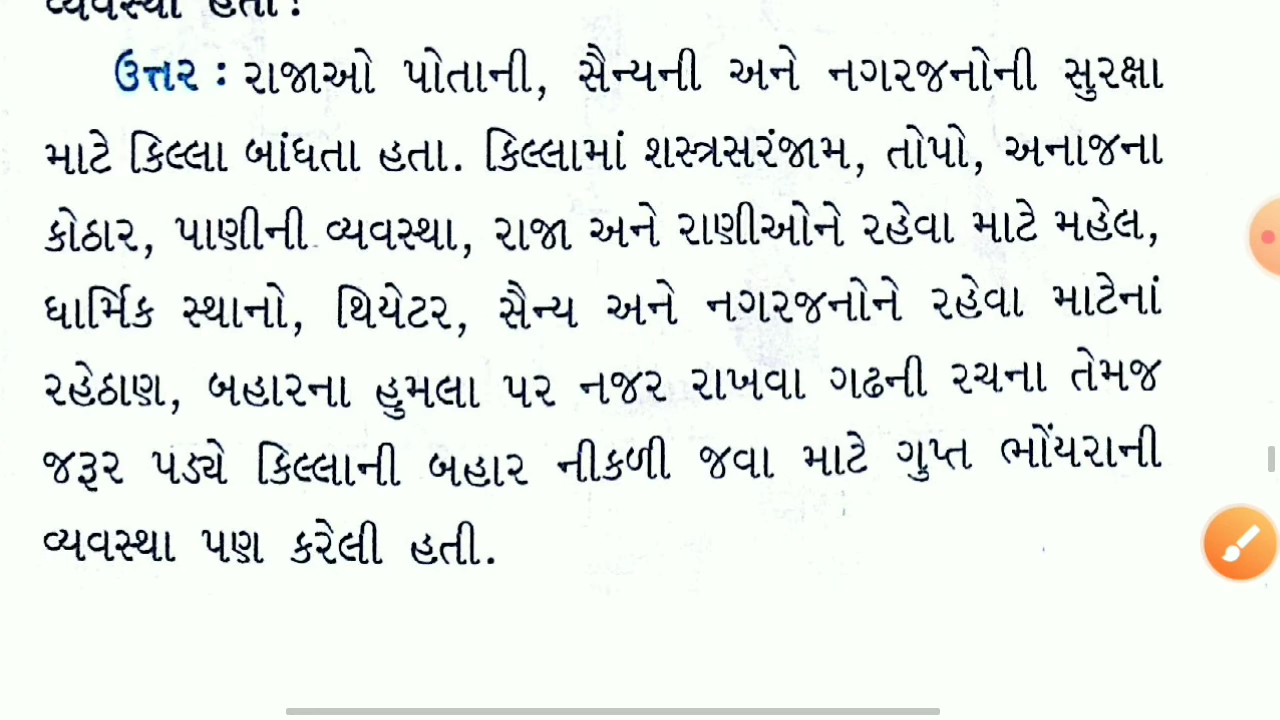 વ્યવસ્થા હતી?
ઉત્તર : રાજાઓ પોતાની, સૈન્યની અને નગરજનોની સુરક્ષા
માટે કિલ્લા બાંધતા હતા. કિલ્લામાં શસ્ત્રસરંજામ, તોપો, અનાજના
કોઠાર, પાણીની વ્યવસ્થા, રાજા અને રાણીઓને રહેવા માટે મહેલ,
ધાર્મિક સ્થાનો, થિયેટર, સૈન્ય અને નગરજનોને રહેવા માટેનાં
રહેઠાણ, બહારના હુમલા પર નજર રાખવા ગઢની રચના તેમજ
જરૂર પડ્યે કિલ્લાની બહાર નીકળી જવા માટે ગુપ્ત ભોંયરાની
વ્યવસ્થા પણ કરેલી હતી.